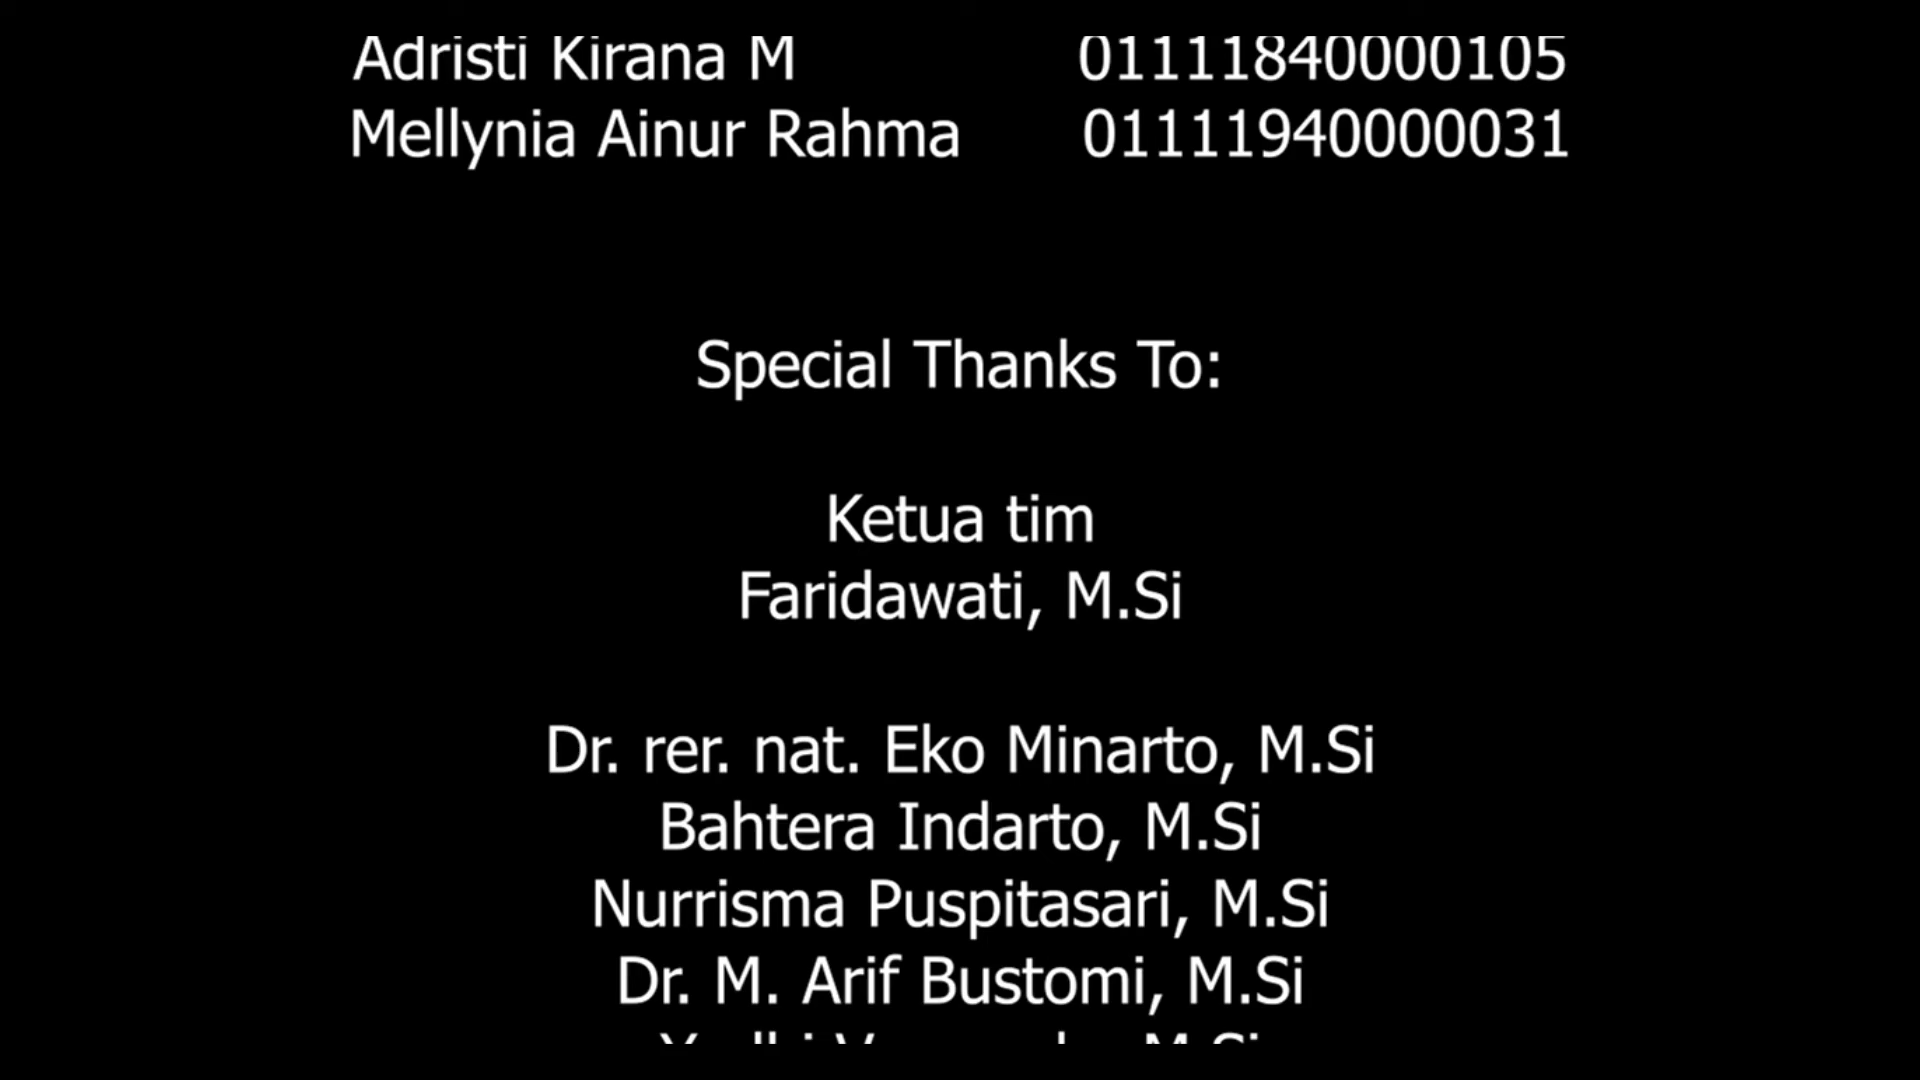 Adristi Kirana M 01111840000105
Mellynia Ainur Rahma 01111940000031
Special Thanks To:
Ketua tim
Faridawati, M.Si
Dr. rer. nat. Eko Minarto, M.Si
Bahtera Indarto, M.Si
Nurrisma Puspitasari, M.Si
Dr. M. Arif Bustomi, M.Si